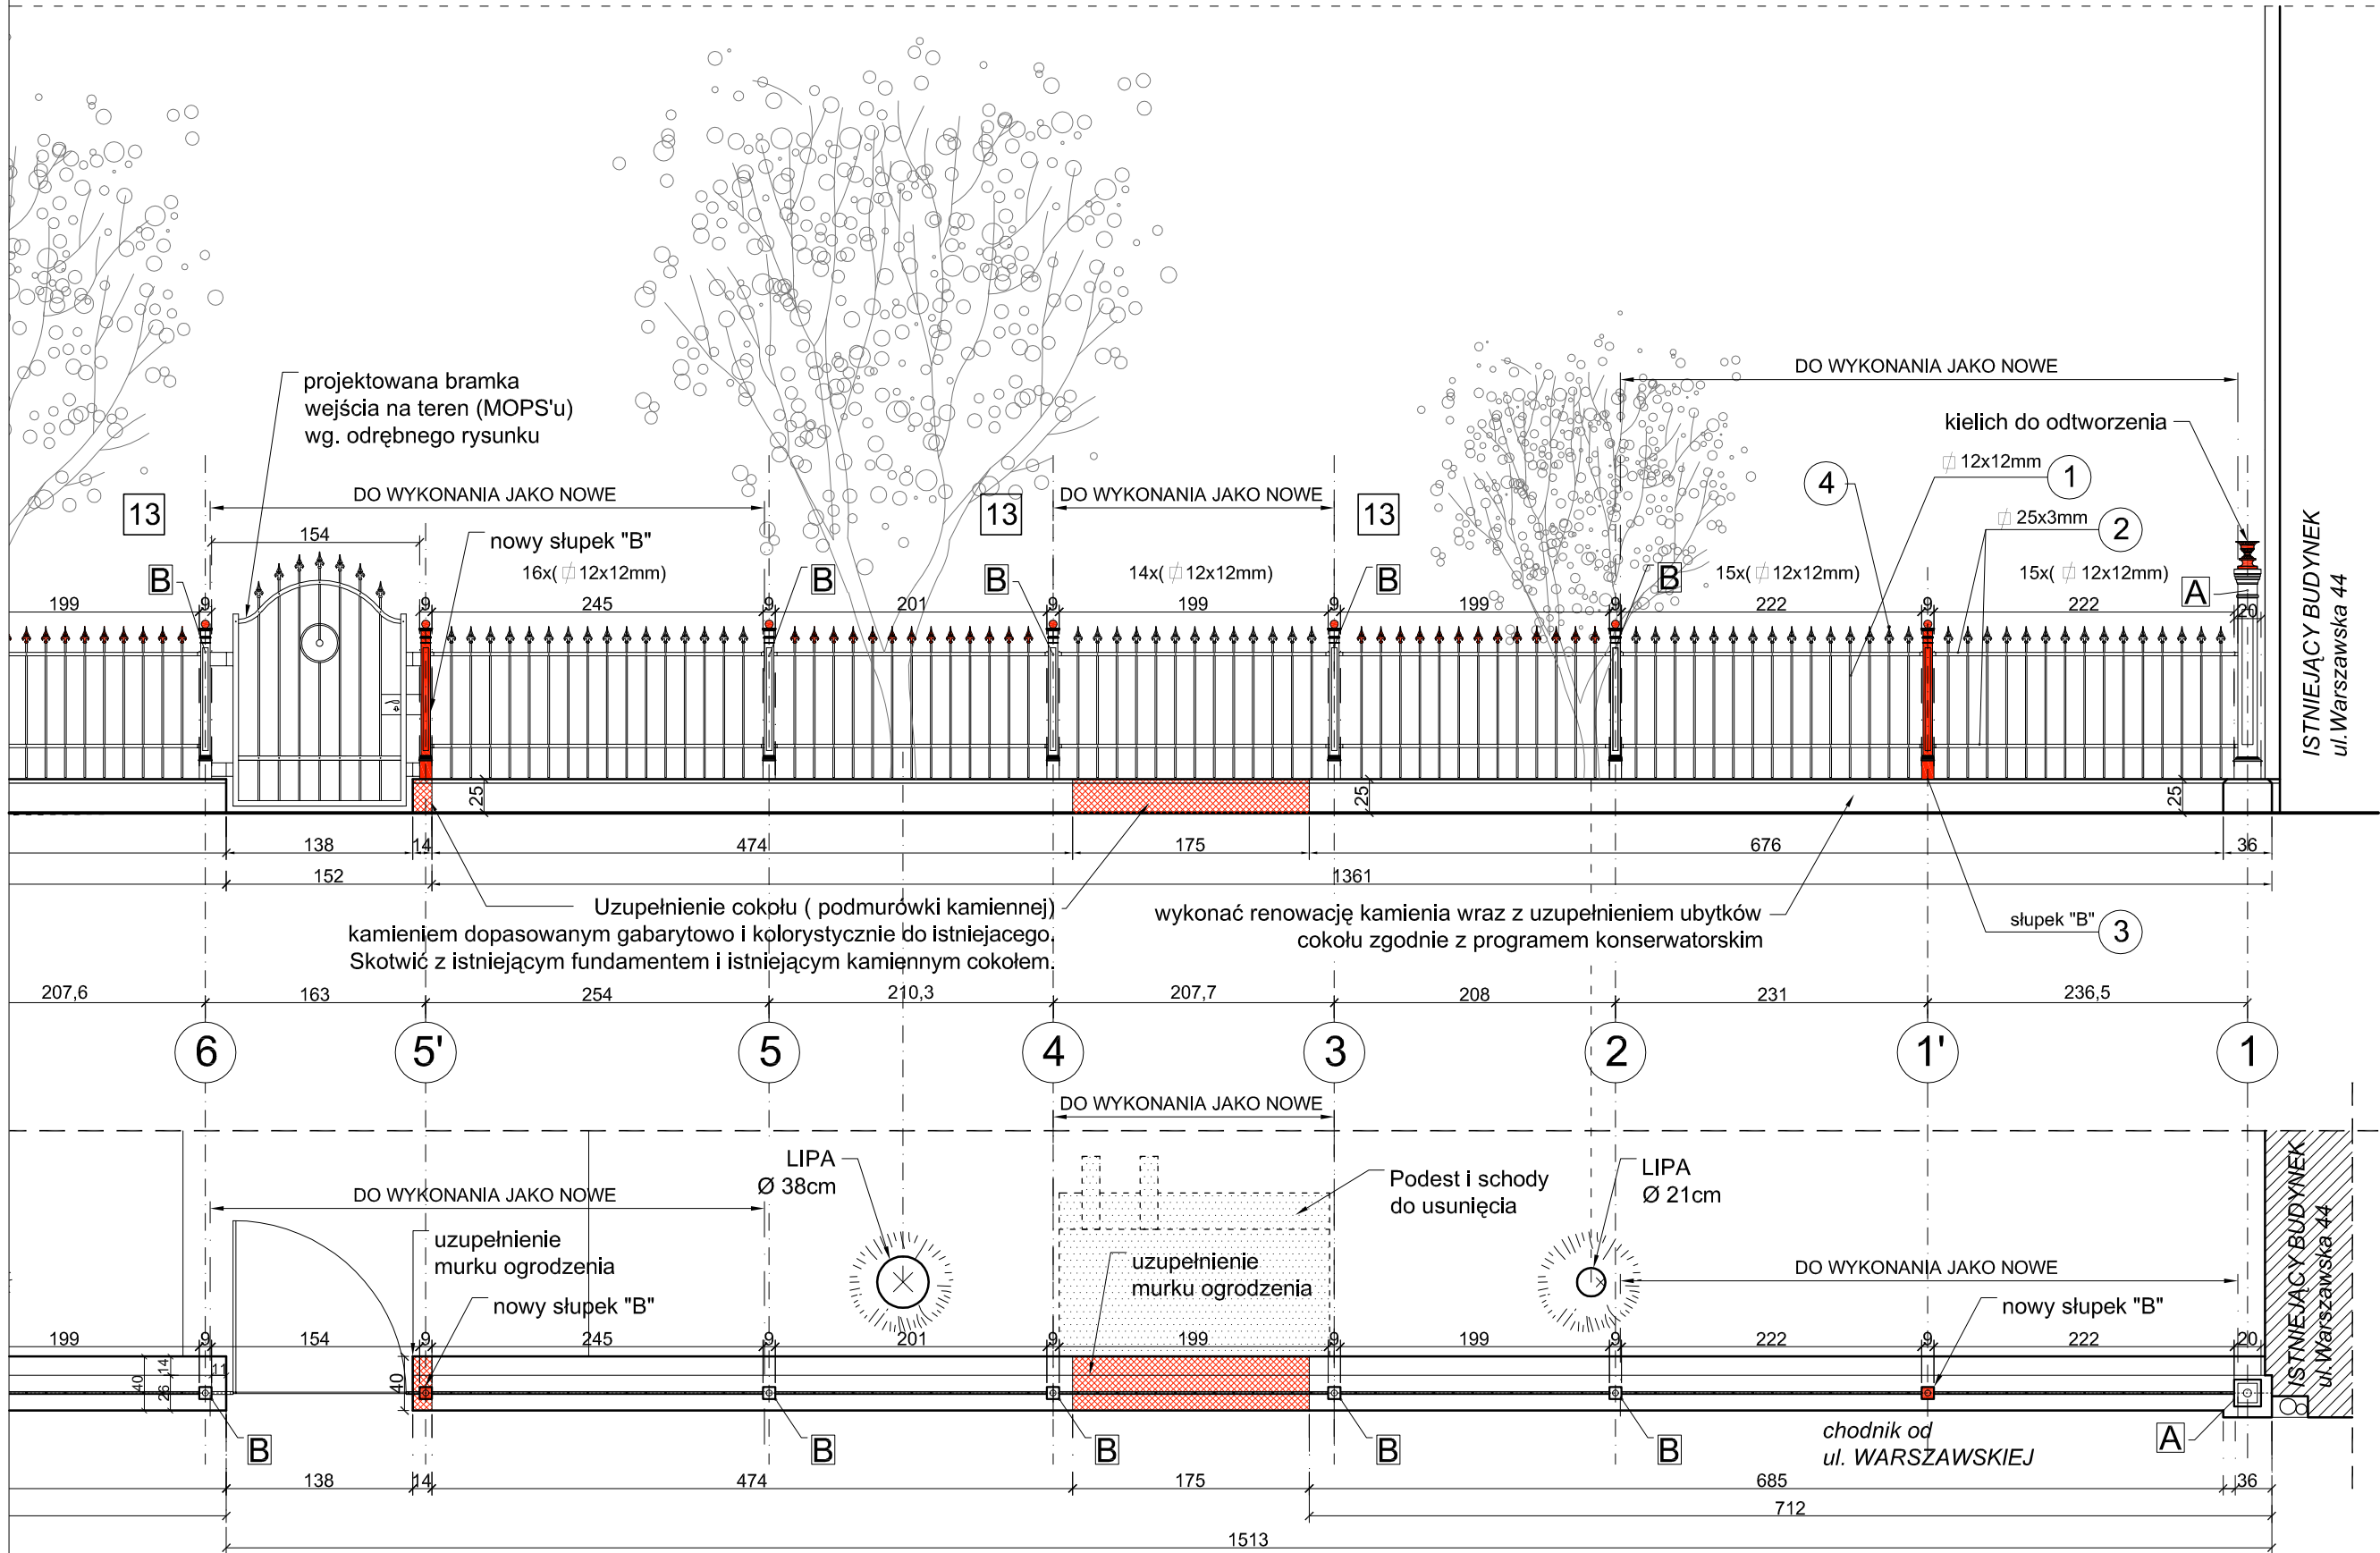 DO WYKONANIA JAKO NOWE
projektowana bramka
wejścia na teren (MOPS'u)
wg. odrębnego rysunku
kielich do odtworzenia
12x12mm
1
4
DO WYKONANIA JAKO NOWE
DO WYKONANIA JAKO NOWE
13
13
13
25x3mm
2
154
nowy słupek "B"
16x( 12x12mm)
14x( 12x12mm)
15x( 12x12mm)
15x( 12x12mm)
B
B
B
B
B
A
199
9
9
245
9
201
9
199
9
199
9
222
9
222
20
ISTNIEJĄCY BUDYNEK
ul.Warszawska 44
25
25
25
138
14
474
175
676
36
152
1361
Uzupełnienie cokołu ( podmurówki kamiennej)
kamieniem dopasowanym gabarytowo i kolorystycznie do istniejacego.
Skotwić z istniejącym fundamentem i istniejącym kamiennym cokołem.
wykonać renowację kamienia wraz z uzupełnieniem ubytków
cokołu zgodnie z programem konserwatorskim
słupek "B"
3
207,6
163
254
210,3
207,7
208
231
236,5
6
5'
5
4
3
2
1'
1
DO WYKONANIA JAKO NOWE
LIPA
Ø 38cm
Podest i schody
do usunięcia
LIPA
Ø 21cm
DO WYKONANIA JAKO NOWE
uzupełnienie
murku ogrodzenia
uzupełnienie
murku ogrodzenia
DO WYKONANIA JAKO NOWE
nowy słupek "B"
nowy słupek "B"
ISTNIEJĄCY BUDYNEK
ul.Warszawska 44
199
9
154
9
245
9
201
9
199
9
199
9
222
9
222
20
40
14
26
11
40
8
chodnik od
ul. WARSZAWSKIEJ
B
B
B
B
B
A
138
14
474
175
685
36
712
1513